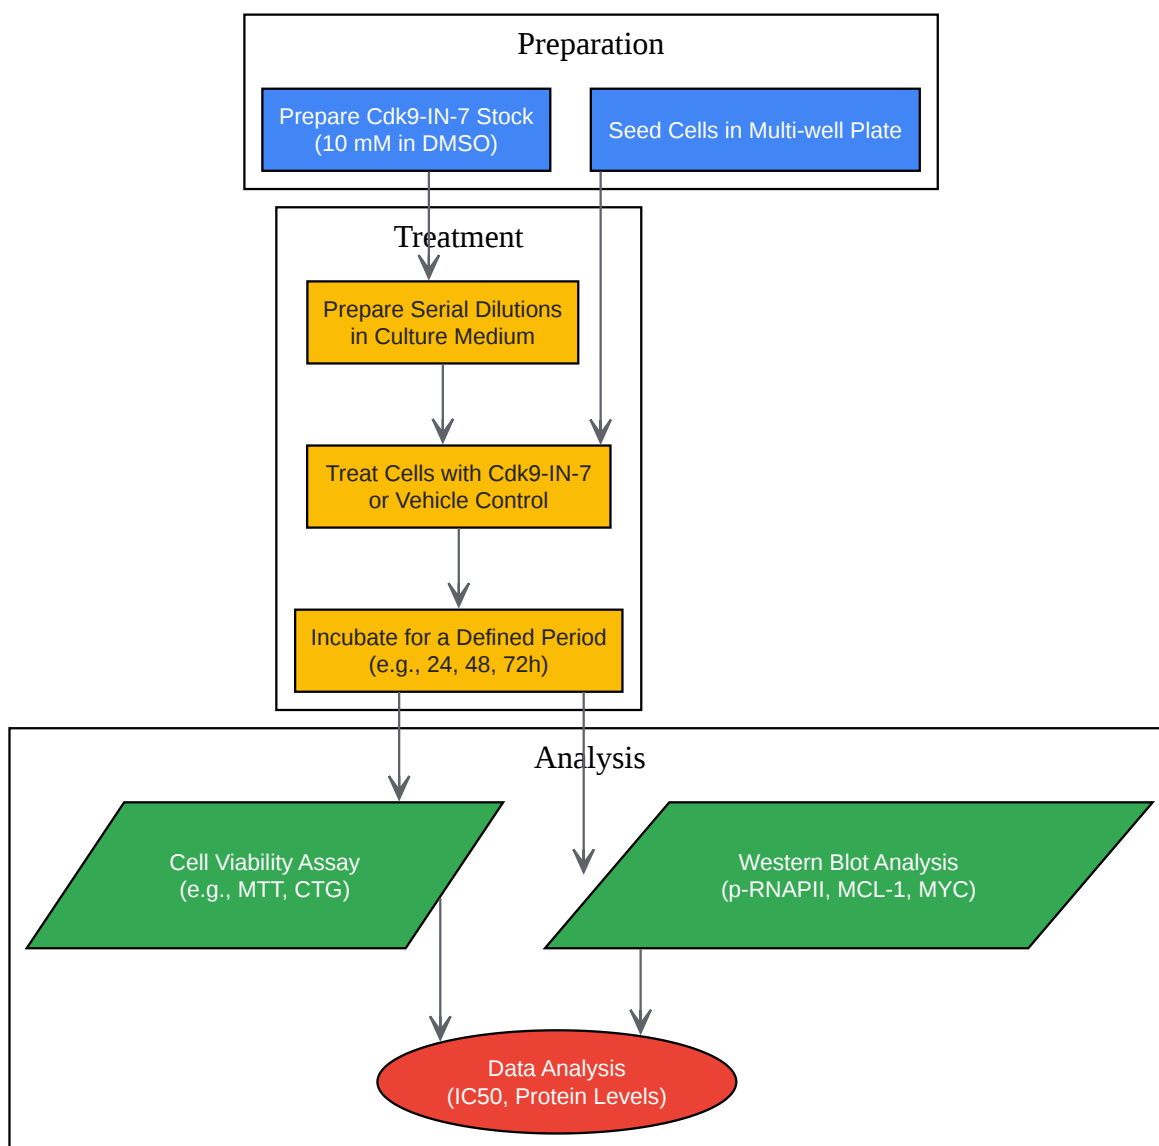 Preparation
Prepare Cdk9-IN-7 Stock
(10 mM in DMSO)
Seed Cells in Multi-well Plate
Treatment
Prepare Serial Dilutions
in Culture Medium
Treat Cells with Cdk9-IN-7
or Vehicle Control
Incubate for a Defined Period
(e.g., 24, 48, 72h)
Analysis
Cell Viability Assay
(e.g., MTT, CTG)
Western Blot Analysis
(p-RNAPII, MCL-1, MYC)
Data Analysis
(IC50, Protein Levels)